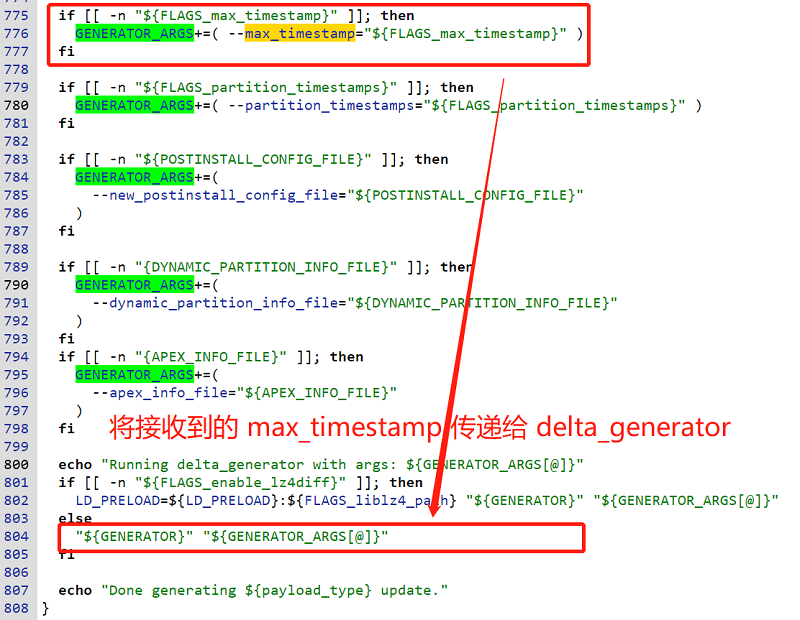 775 if [[ -n "${FLAGS_max_timestamp}" ]]; then
776 GENERATOR_ARGS+=( --max_timestamp="${FLAGS_max_timestamp}" )
777 fi
778
779 if [[ -n "${FLAGS_partition_timestamps}" ]]; then
780 GENERATOR_ARGS+=( --partition_timestamps="${FLAGS_partition_timestamps}" )
781 fi
782
783 if [[ -n "${POSTINSTALL_CONFIG_FILE}" ]]; then
784 GENERATOR_ARGS+=(
785 --new_postinstall_config_file="${POSTINSTALL_CONFIG_FILE}"
786 )
787 fi
788
789 if [[ -n "{DYNAMIC_PARTITION_INFO_FILE}" ]]; then
790 GENERATOR_ARGS+=(
791 --dynamic_partition_info_file="${DYNAMIC_PARTITION_INFO_FILE}"
792 )
793 fi
794 if [[ -n "{APEX_INFO_FILE}" ]]; then
795 GENERATOR_ARGS+=(
796 --apex_info_file="${APEX_INFO_FILE}"
797 )
798 fi
将接收到的 max_timestamp 传递给 delta_generator
799
800 echo "Running delta_generator with args: ${GENERATOR_ARGS[@]}"
801 if [[ -n "${FLAGS_enable_lz4diff}" ]]; then
802 LD_PRELOAD=${LD_PRELOAD}:${FLAGS_liblz4_path} "${GENERATOR}" "${GENERATOR_ARGS[@]}"
803 else
804 "${GENERATOR}" "${GENERATOR_ARGS[@]}"
805 fi
806
807 echo "Done generating ${payload_type} update."
808 }